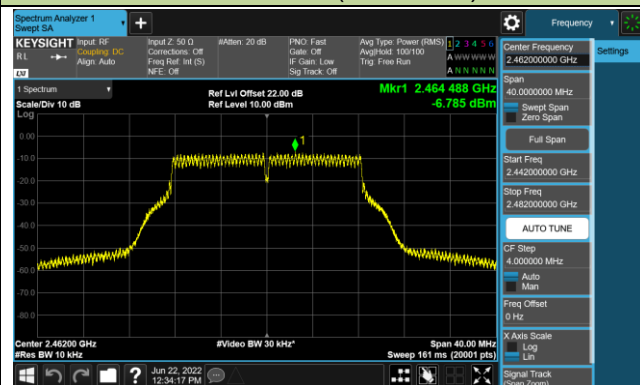 Spectrum Analyzer 1
Swept SA
Frequency
KEYSIGHT
RL
LXI
Input: RF
Coupling: DC
Align: Auto
Input Z: 50 Ω
Corrections: Off
Freq Ref: Int (S)
NFE: Off
#Atten: 20 dB
PNO: Fast
Gate: Off
IF Gain: Low
Sig Track: Off
Avg Type: Power (RMS)
Avg|Hold: 100/100
Trig: Free Run
1 2 3 4 5 6
A W W W W W
A N N N N N
1 Spectrum
Scale/Div 10 dB
Log
Ref Lvl Offset 22.00 dB
Ref Level 10.00 dBm
Mkr1 2.464 488 GHz
-6.785 dBm
1
0.00
-10.0
-20.0
-30.0
-40.0
-50.0
-60.0
-70.0
-80.0
Center 2.46200 GHz
#Res BW 10 kHz
#Video BW 30 kHz*
Span 40.00 MHz
Sweep 161 ms (20001 pts)
Jun 22, 2022
12:34:17 PM
Center Frequency
2.462000000 GHz
Settings
Span
40.0000000 MHz
Swept Span
Zero Span
Full Span
Start Freq
2.442000000 GHz
Stop Freq
2.482000000 GHz
AUTO TUNE
CF Step
4.000000 MHz
Auto
Man
Freq Offset
0 Hz
X Axis Scale
Log
Lin
Signal Track
(Span Zoom)